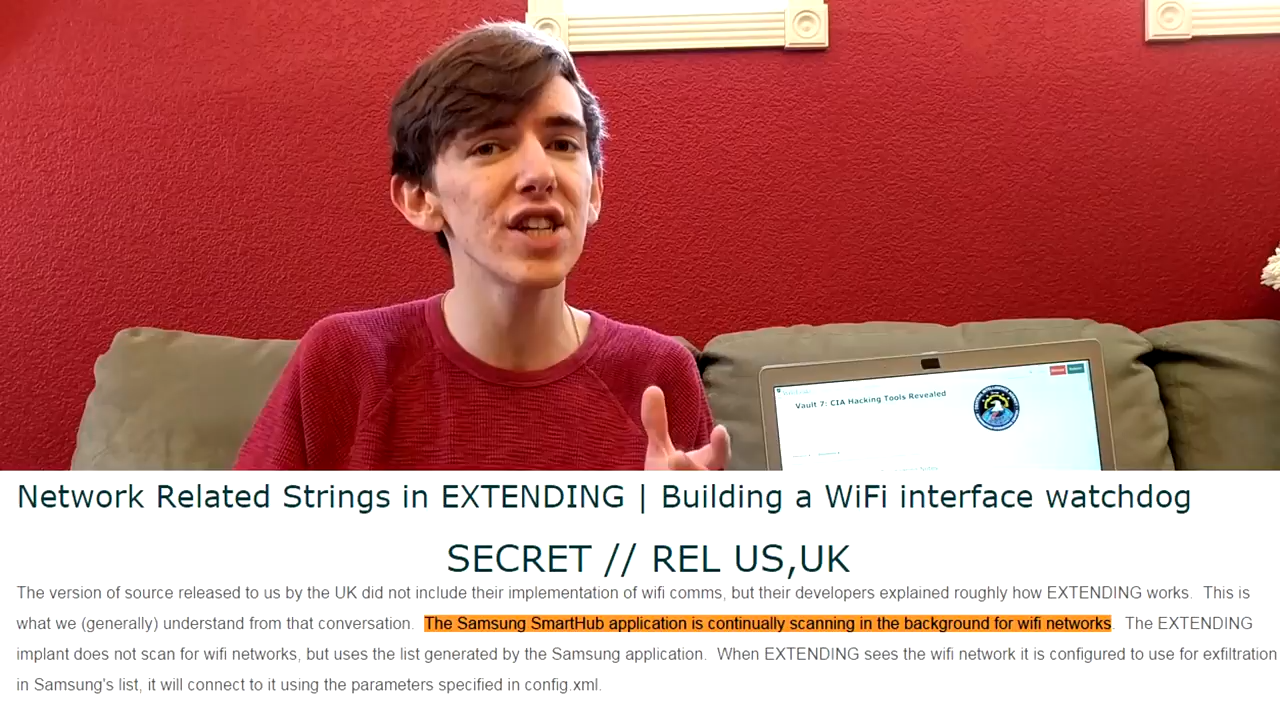 Vault 7: CIA Hacking Tools Revealed
Network Related Strings in EXTENDING | Building a WiFi interface watchdog
SECRET // REL US,UK
The version of source released to us by the UK did not include their implementation of wifi comms, but their developers explained roughly how EXTENDING works.  This is
what we (generally) understand from that conversation.  The Samsung SmartHub application is continually scanning in the background for wifi networks.  The EXTENDING
implant does not scan for wifi networks, but uses the list generated by the Samsung application.  When EXTENDING sees the wifi network it is configured to use for exfiltration
in Samsung's list, it will connect to it using the parameters specified in config.xml.